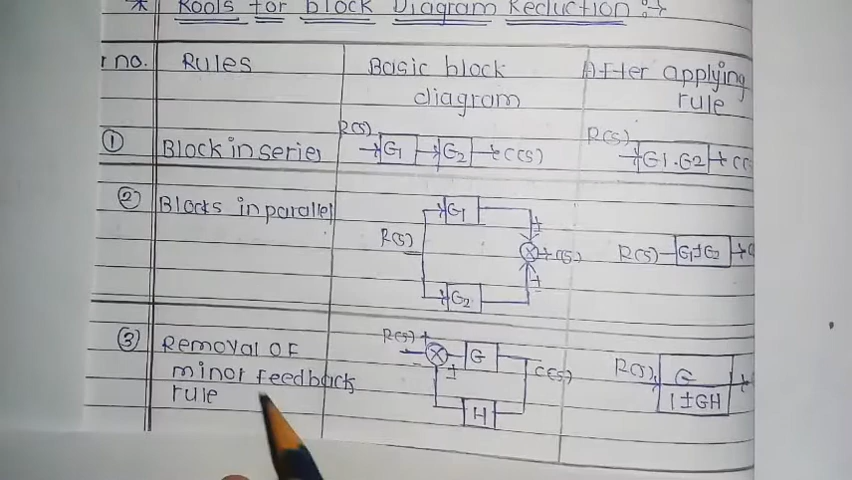 * Rools for block Diagram Reduction :→
r no. Rules Basic block diagram After applying rule
① Block in series R(s) G1 G2 C(s) R(s) G1.G2 C(
② Blocks in parallel R(s) G1 G2 ± ± C(s) R(s) G1±G2
③ Removal of minor feedback rule R(s) + ± G H C(s) R(s) G
1±GH